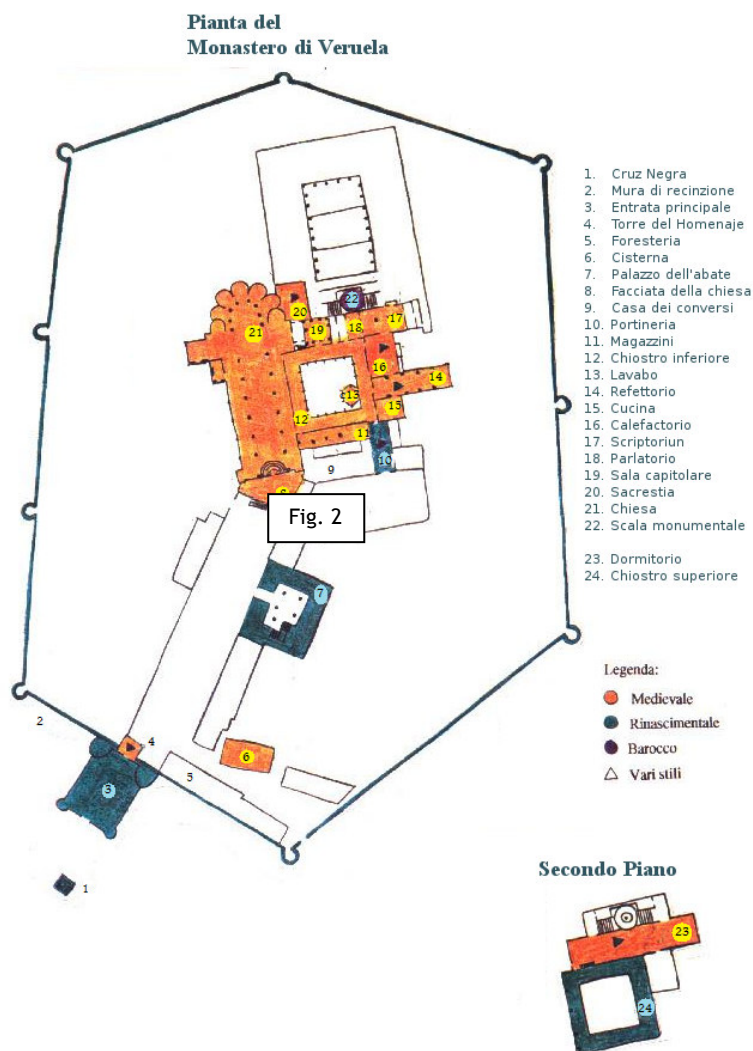 Pianta del
Monastero di Veruela
1. Cruz Negra
2. Mura di recinzione
3. Entrata principale
4. Torre del Homenaje
5. Foresteria
6. Cisterna
7. Palazzo dell'abate
8. Facciata della chiesa
9. Casa dei conversi
10. Portineria
11. Magazzini
12. Chiostro inferiore
13. Lavabo
14. Refettorio
15. Cucina
16. Calefactorio
17. Scriptoriun
18. Parlatorio
19. Sala capitolare
20. Sacrestia
21. Chiesa
22. Scala monumentale
23. Dormitorio
24. Chiostro superiore
22
20
21
19
18
17
16
14
13
15
12
11
10
9
Fig. 2
7
2
4
6
5
3
1
Legenda:
Medievale
Rinascimentale
Barocco
Vari stili
Secondo Piano
23
24